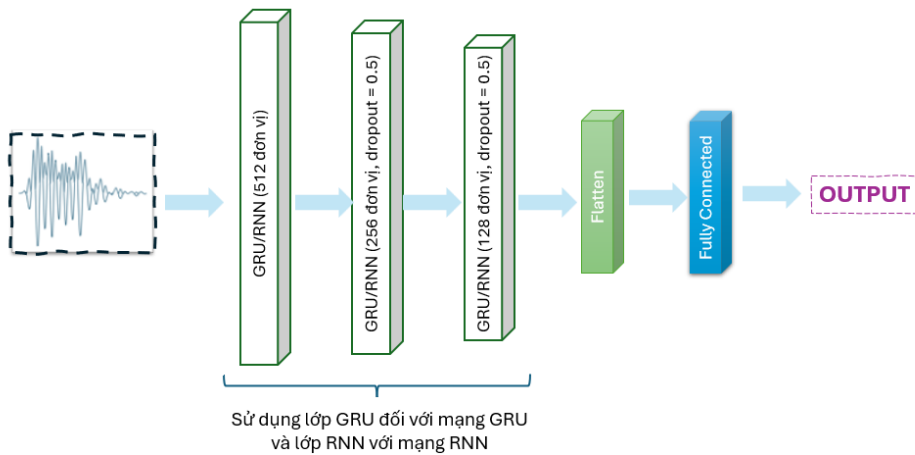 GRU/RNN (512 đơn vị)
GRU/RNN (256 đơn vị, dropout = 0.5)
GRU/RNN (128 đơn vị, dropout = 0.5)
Flatten
Fully Connected
OUTPUT
Sử dụng lớp GRU đối với mạng GRU
và lớp RNN với mạng RNN